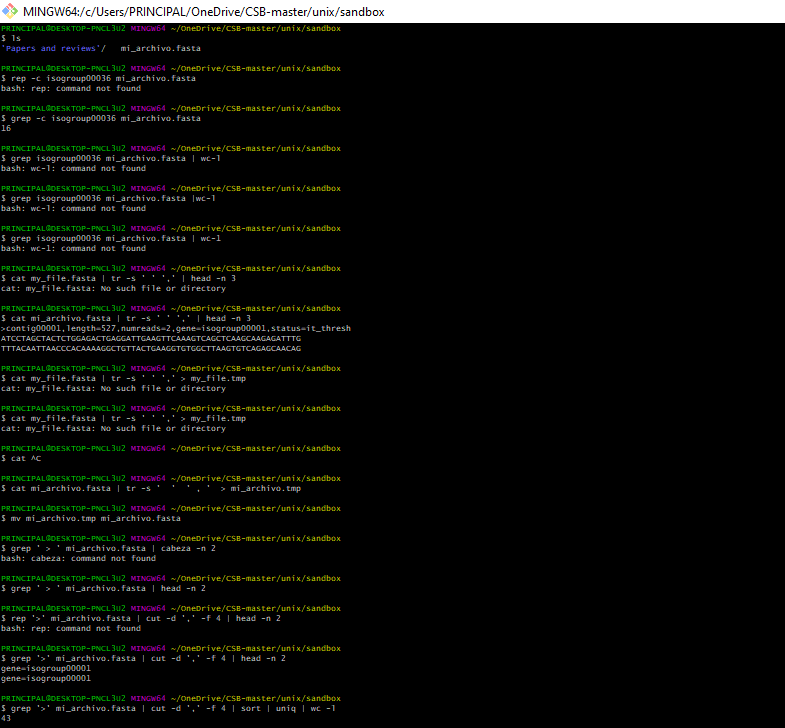 MINGW64:/c/Users/PRINCIPAL/OneDrive/CSB-master/unix/sandbox
PRINCIPAL@DESKTOP-PNCL3U2 MINGW64 ~/OneDrive/CSB-master/unix/sandbox
$ ls
'Papers and reviews'/   mi_archivo.fasta
PRINCIPAL@DESKTOP-PNCL3U2 MINGW64 ~/OneDrive/CSB-master/unix/sandbox
$ rep -c isogroup00036 mi_archivo.fasta
bash: rep: command not found
PRINCIPAL@DESKTOP-PNCL3U2 MINGW64 ~/OneDrive/CSB-master/unix/sandbox
$ grep -c isogroup00036 mi_archivo.fasta
16
PRINCIPAL@DESKTOP-PNCL3U2 MINGW64 ~/OneDrive/CSB-master/unix/sandbox
$ grep isogroup00036 mi_archivo.fasta | wc-l
bash: wc-l: command not found
PRINCIPAL@DESKTOP-PNCL3U2 MINGW64 ~/OneDrive/CSB-master/unix/sandbox
$ grep isogroup00036 mi_archivo.fasta |wc-l
bash: wc-l: command not found
PRINCIPAL@DESKTOP-PNCL3U2 MINGW64 ~/OneDrive/CSB-master/unix/sandbox
$ grep isogroup00036 mi_archivo.fasta | wc-l
bash: wc-l: command not found
PRINCIPAL@DESKTOP-PNCL3U2 MINGW64 ~/OneDrive/CSB-master/unix/sandbox
$ cat my_file.fasta | tr -s ' ' ',' | head -n 3
cat: my_file.fasta: No such file or directory
PRINCIPAL@DESKTOP-PNCL3U2 MINGW64 ~/OneDrive/CSB-master/unix/sandbox
$ cat mi_archivo.fasta | tr -s ' ' ',' | head -n 3
>contig00001,length=527,numreads=2,gene=isogroup00001,status=it_thresh
ATCCTAGCTACTCTGGAGACTGAGGATTGAAGTTCAAAGTCAGCTCAAGCAAGAGATTTG
TTTACAATTAACCCACAAAAGGCTGTTACTGAAGGTGTGGCTTAAGTGTCAGAGCAACAG
PRINCIPAL@DESKTOP-PNCL3U2 MINGW64 ~/OneDrive/CSB-master/unix/sandbox
$ cat my_file.fasta | tr -s ' ' ',' > my_file.tmp
cat: my_file.fasta: No such file or directory
PRINCIPAL@DESKTOP-PNCL3U2 MINGW64 ~/OneDrive/CSB-master/unix/sandbox
$ cat my_file.fasta | tr -s ' ' ',' > my_file.tmp
cat: my_file.fasta: No such file or directory
PRINCIPAL@DESKTOP-PNCL3U2 MINGW64 ~/OneDrive/CSB-master/unix/sandbox
$ cat ^C
PRINCIPAL@DESKTOP-PNCL3U2 MINGW64 ~/OneDrive/CSB-master/unix/sandbox
$ cat mi_archivo.fasta | tr -s '  '  ' , '  > mi_archivo.tmp
PRINCIPAL@DESKTOP-PNCL3U2 MINGW64 ~/OneDrive/CSB-master/unix/sandbox
$ mv mi_archivo.tmp mi_archivo.fasta
PRINCIPAL@DESKTOP-PNCL3U2 MINGW64 ~/OneDrive/CSB-master/unix/sandbox
$ grep ' > ' mi_archivo.fasta | cabeza -n 2
bash: cabeza: command not found
PRINCIPAL@DESKTOP-PNCL3U2 MINGW64 ~/OneDrive/CSB-master/unix/sandbox
$ grep ' > ' mi_archivo.fasta | head -n 2
PRINCIPAL@DESKTOP-PNCL3U2 MINGW64 ~/OneDrive/CSB-master/unix/sandbox
$ rep '>' mi_archivo.fasta | cut -d ',' -f 4 | head -n 2
bash: rep: command not found
PRINCIPAL@DESKTOP-PNCL3U2 MINGW64 ~/OneDrive/CSB-master/unix/sandbox
$ grep '>' mi_archivo.fasta | cut -d ',' -f 4 | head -n 2
gene=isogroup00001
gene=isogroup00001
PRINCIPAL@DESKTOP-PNCL3U2 MINGW64 ~/OneDrive/CSB-master/unix/sandbox
$ grep '>' mi_archivo.fasta | cut -d ',' -f 4 | sort | uniq | wc -l
43